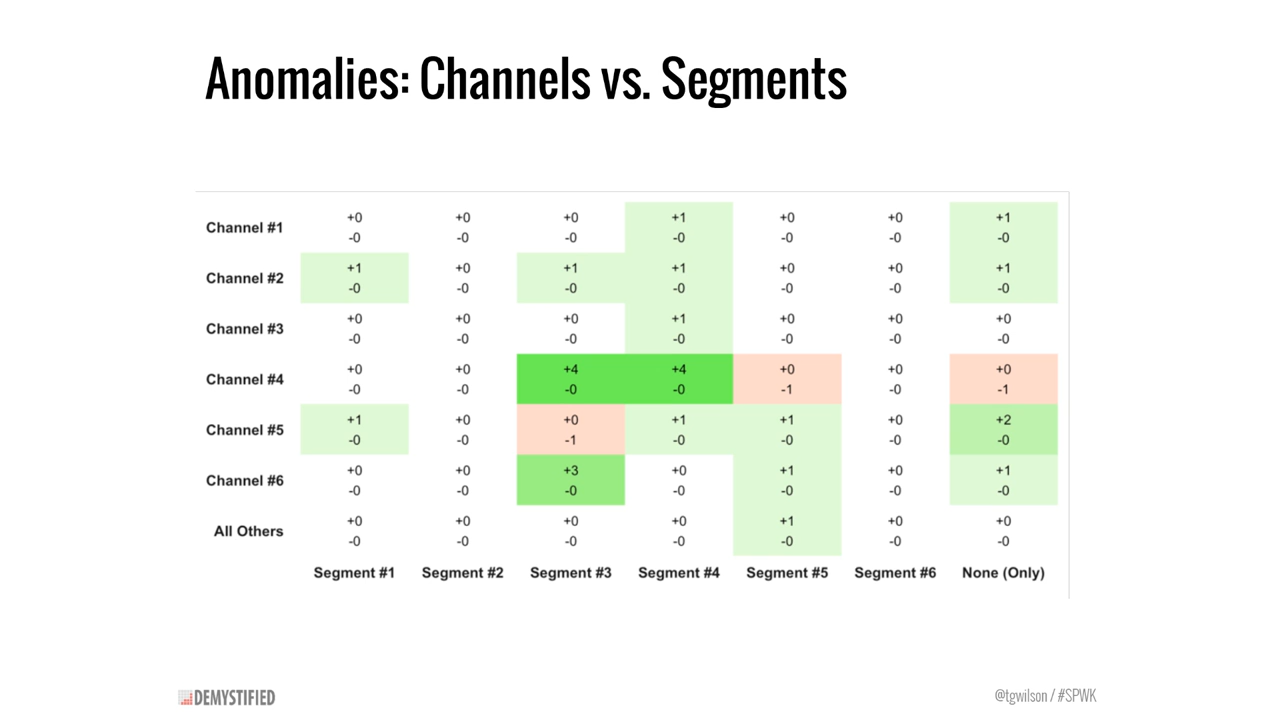 Anomalies: Channels vs. Segments
+0 +0 +0 +1 +0 +0 +1
Channel #1
-0 -0 -0 -0 -0 -0 -0
+1 +0 +1 +1 +0 +0 +1
Channel #2
-0 -0 -0 -0 -0 -0 -0
+0 +0 +0 +1 +0 +0 +0
Channel #3
-0 -0 -0 -0 -0 -0 -0
+0 +0 +4 +4 +0 +0 +0
Channel #4
-0 -0 -0 -0 -1 -0 -1
+1 +0 +0 +1 +1 +0 +2
Channel #5
-0 -0 -1 -0 -0 -0 -0
+0 +0 +3 +0 +1 +0 +1
Channel #6
-0 -0 -0 -0 -0 -0 -0
+0 +0 +0 +0 +1 +0 +0
All Others
-0 -0 -0 -0 -0 -0 -0
Segment #1 Segment #2 Segment #3 Segment #4 Segment #5 Segment #6 None (Only)
DEMYSTIFIED
@tgwilson / #SPWK